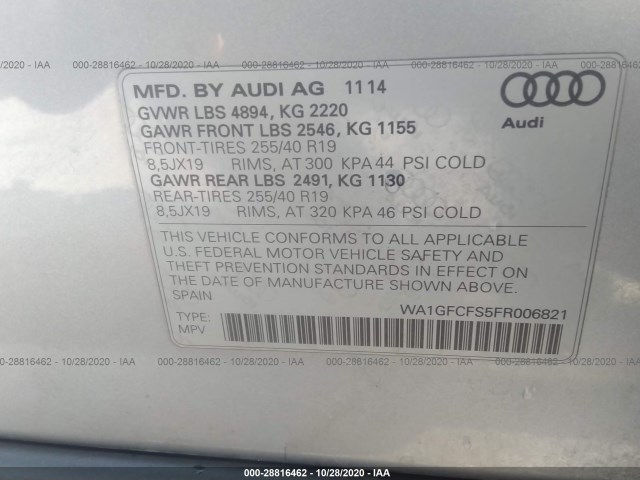 000-28816462 - 10/28/2020 - IAA
MFD. BY AUDI AG 1114
GVWR LBS 4894, KG 2220
GAWR FRONT LBS 2546, KG 1155
FRONT-TIRES 255/40 R19
8,5JX19 RIMS, AT 300 KPA 44 PSI COLD
GAWR REAR LBS 2491, KG 1130
REAR-TIRES 255/40 R19
8,5JX19 RIMS, AT 320 KPA 46 PSI COLD
Audi
THIS VEHICLE CONFORMS TO ALL APPLICABLE
U.S. FEDERAL MOTOR VEHICLE SAFETY AND
THEFT PREVENTION STANDARDS IN EFFECT ON
THE DATE OF MANUFACTURE SHOWN ABOVE.
SPAIN
WA1GFCFS5FR006821
TYPE:
MPV
000-28816462 - 10/28/2020 - IAA